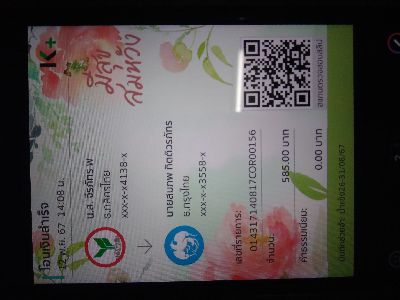 โอนเงินสำเร็จ
12 พ.ย. 67 14:08 น.
K+
น.ส. จีรภัทร พ
ธ.กสิกรไทย
xxx-x-x4138-x
มีสุข
สมหวัง
นายสมภพ กิตติวรภัทร
ธ.กรุงไทย
xxx-x-x3558-x
เลขที่รายการ:
014317140817COR00156
จำนวน:
585.00 บาท
ค่าธรรมเนียม:
0.00 บาท
สแกนตรวจสอบสลิป
บันทึกช่วยจำ: น้ำแข็ง26-31/08/67